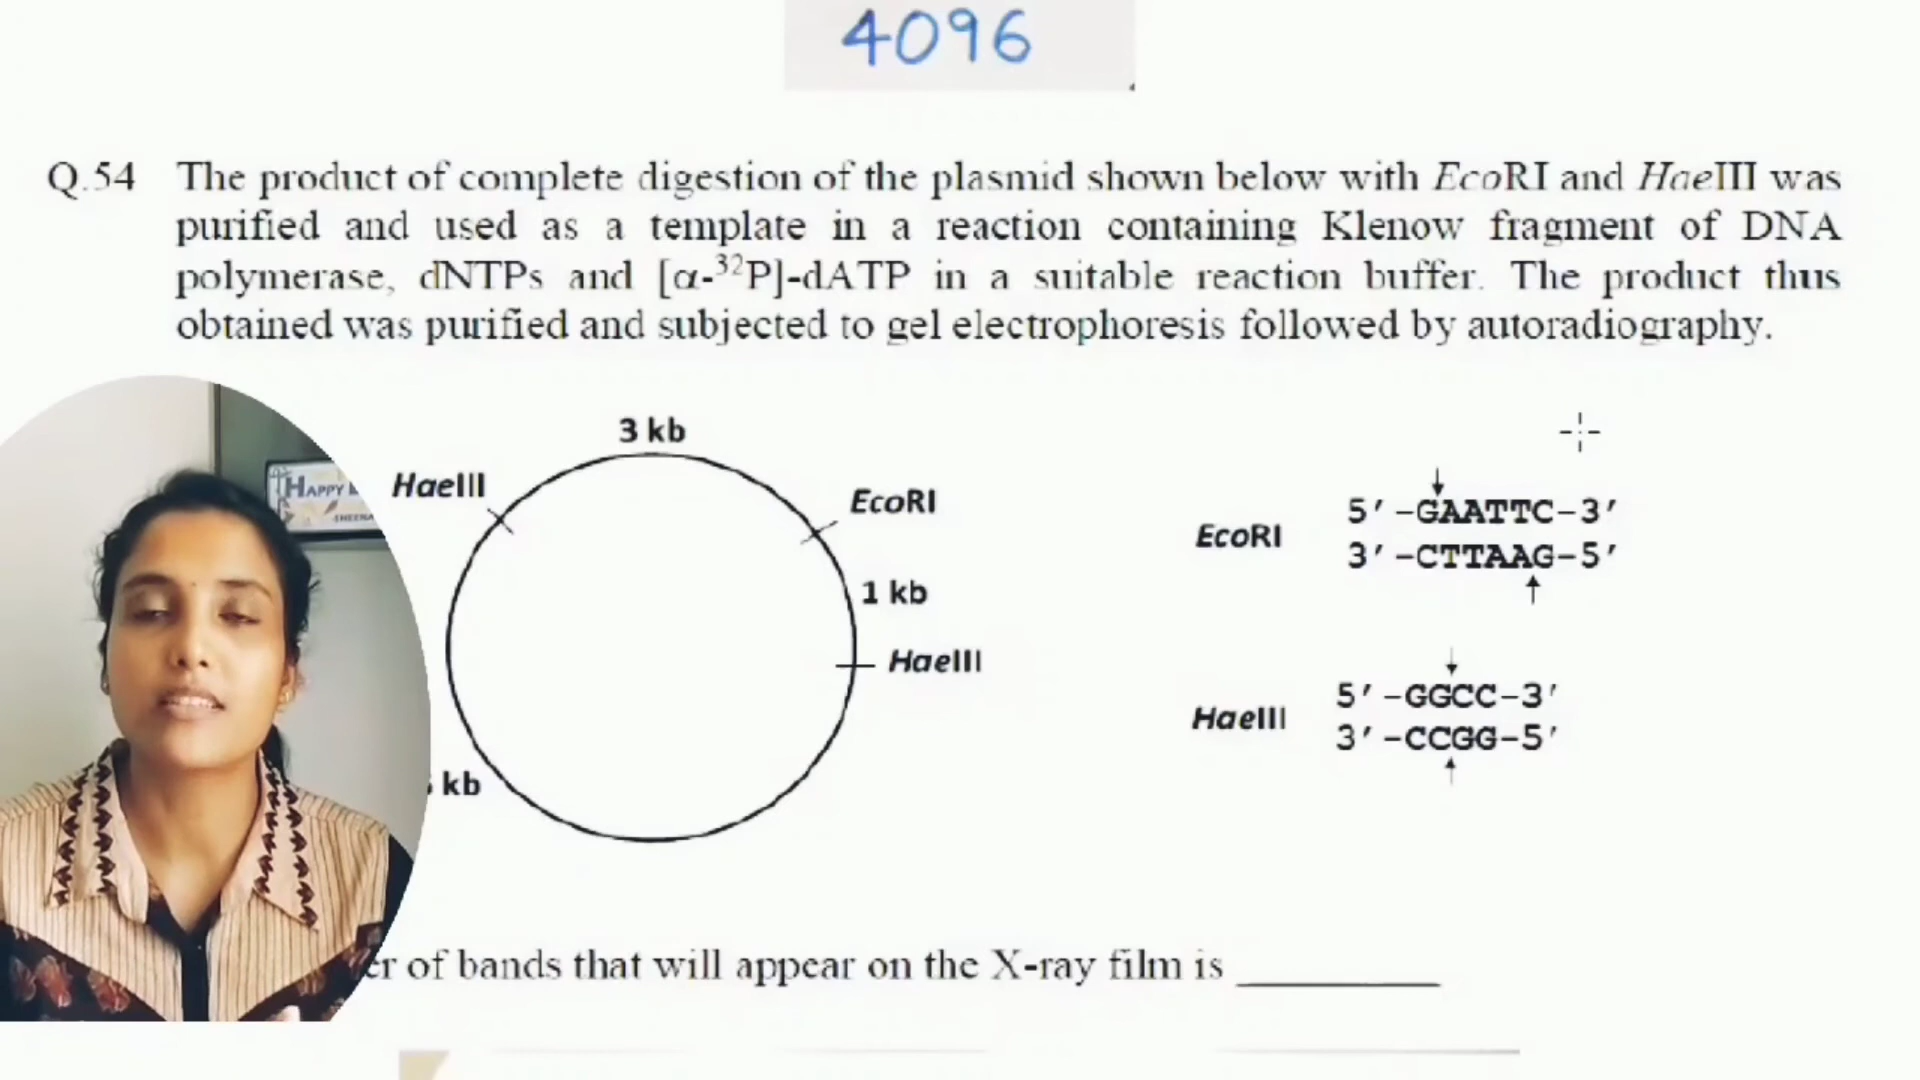 4096
Q.54 The product of complete digestion of the plasmid shown below with EcoRI and HaeIII was
purified and used as a template in a reaction containing Klenow fragment of DNA
polymerase, dNTPs and [α-³²P]-dATP in a suitable reaction buffer. The product thus
obtained was purified and subjected to gel electrophoresis followed by autoradiography.
3 kb
HaeIII
EcoRI
1 kb
HaeIII
kb
EcoRI
5′-GAATTC-3′
3′-CTTAAG-5′
HaeIII
5′-GGCC-3′
3′-CCGG-5′
HAPPY
of bands that will appear on the X-ray film is